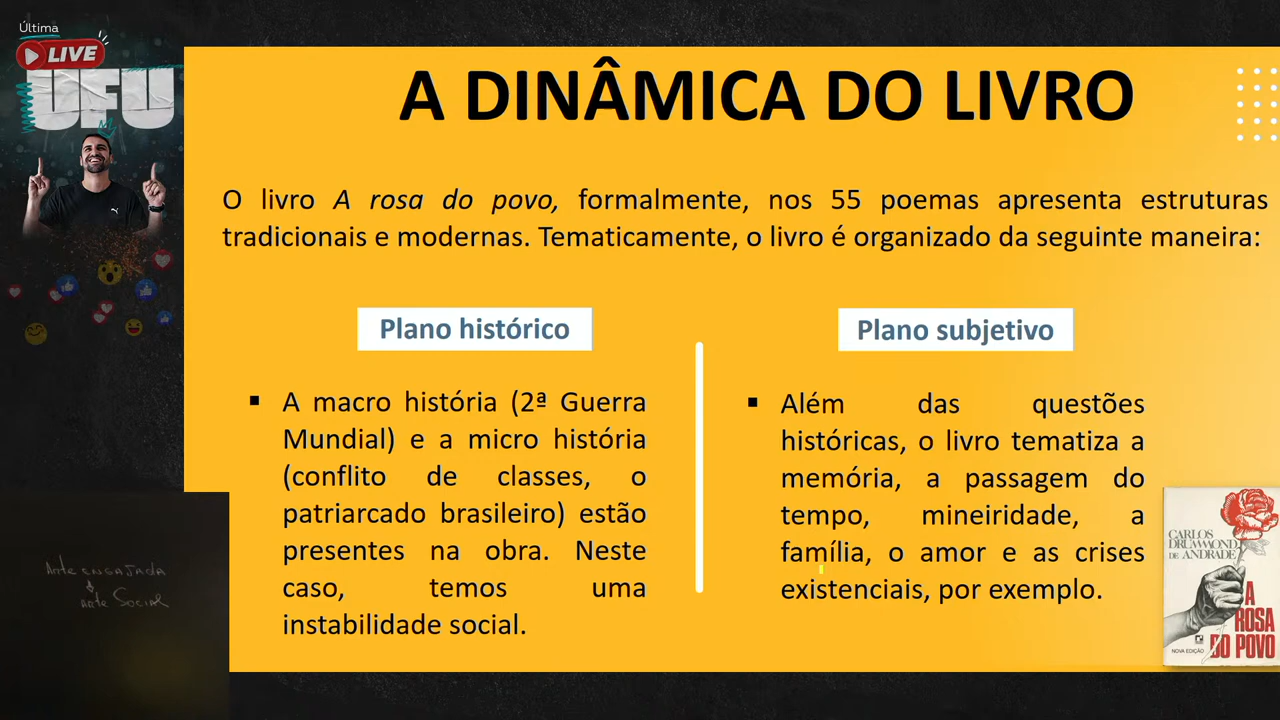 Última
LIVE
UFU
A DINÂMICA DO LIVRO
O livro A rosa do povo, formalmente, nos 55 poemas apresenta estruturas
tradicionais e modernas. Tematicamente, o livro é organizado da seguinte maneira:
Plano histórico
▪ A macro história (2ª Guerra
Mundial) e a micro história
(conflito de classes, o
patriarcado brasileiro) estão
presentes na obra. Neste
caso, temos uma
instabilidade social.
Plano subjetivo
▪ Além das questões
históricas, o livro tematiza a
memória, a passagem do
tempo, mineiridade, a
família, o amor e as crises
existenciais, por exemplo.
Arte ENGAJADA
Arte Social
CARLOS
DRUMMOND
DE ANDRADE
A
ROSA
DO POVO
NOVA EDIÇÃO